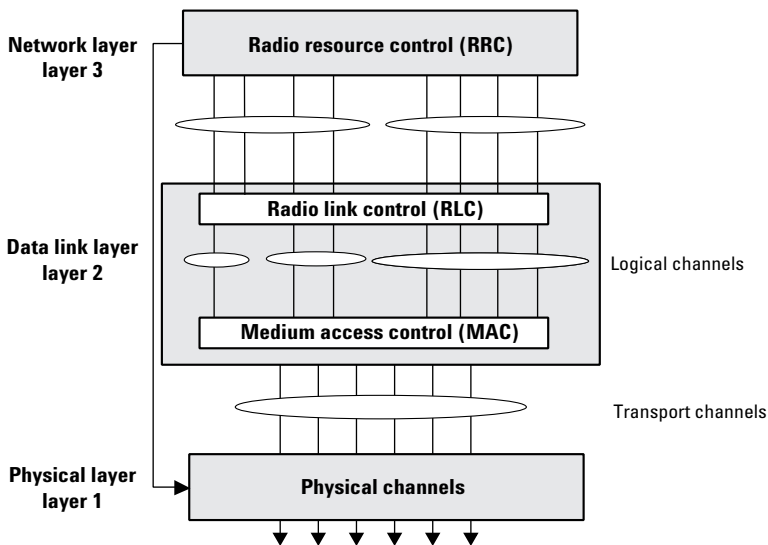 Network layer
layer 3
Radio resource control (RRC)
Radio link control (RLC)
Data link layer
layer 2
Logical channels
Medium access control (MAC)
Transport channels
Physical layer
layer 1
Physical channels